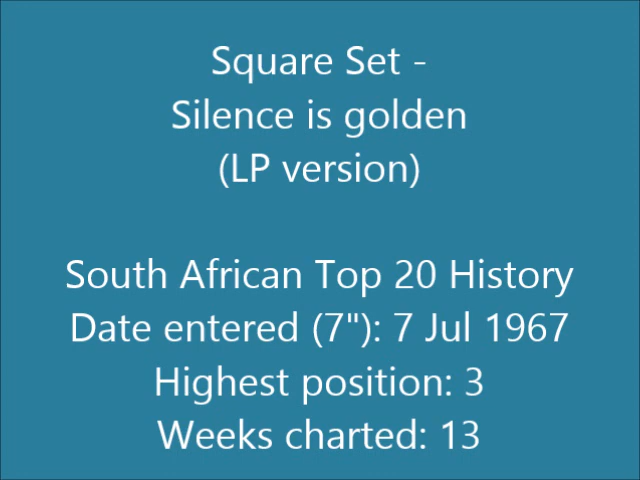 Square Set -
Silence is golden
(LP version)
South African Top 20 History
Date entered (7"): 7 Jul 1967
Highest position: 3
Weeks charted: 13